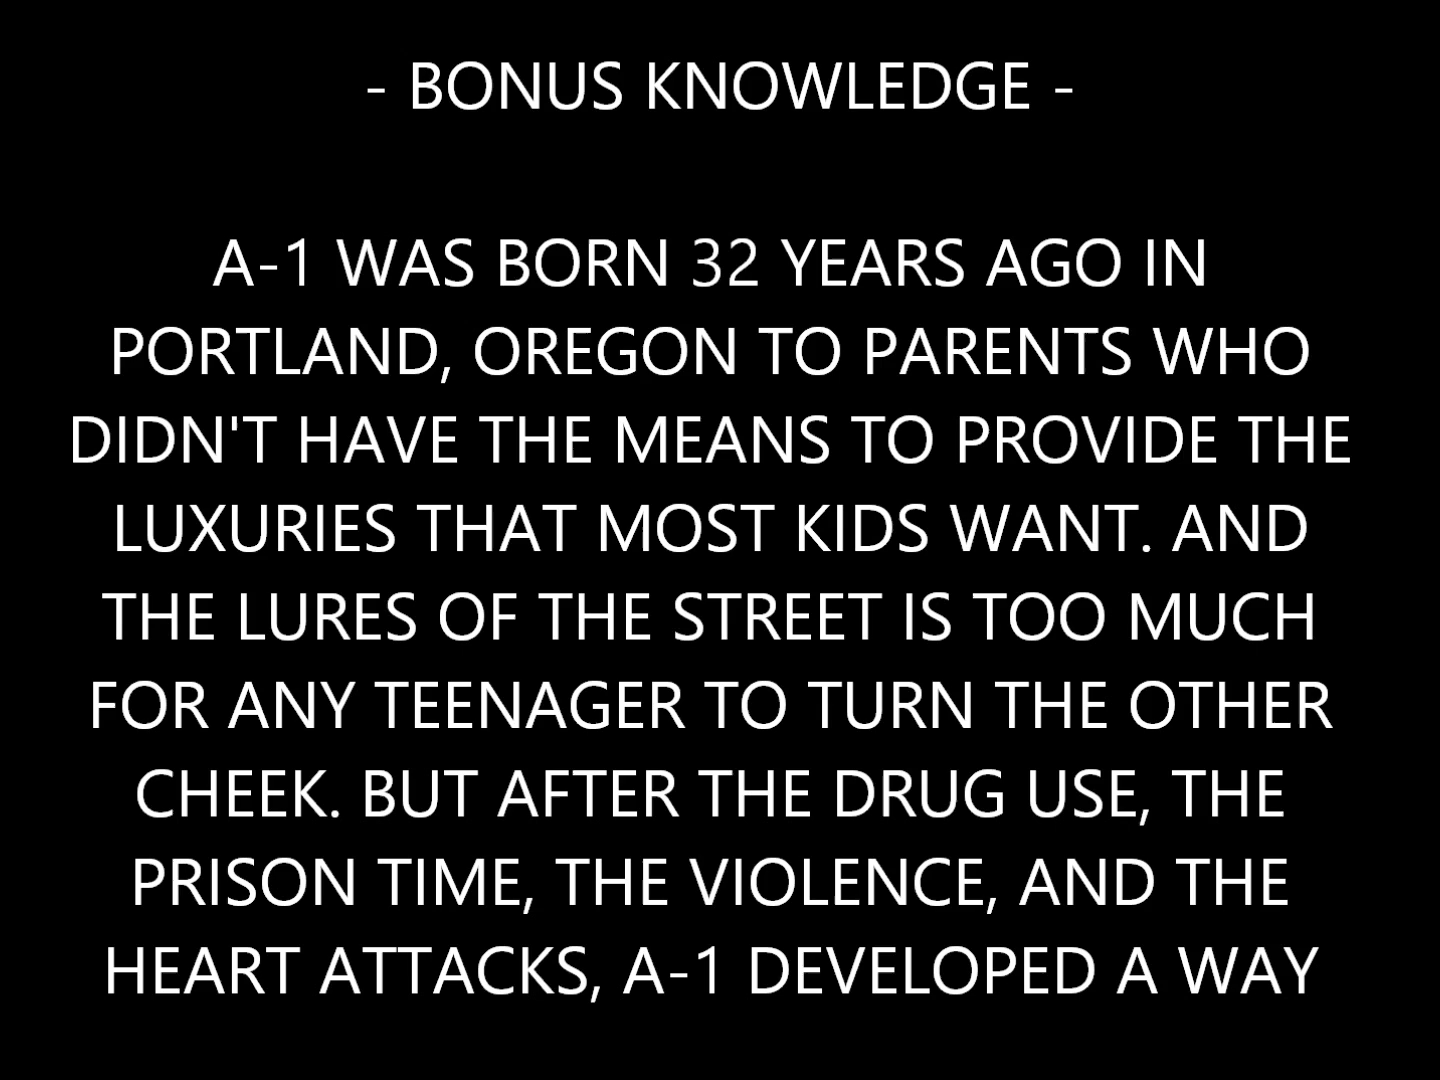 - BONUS KNOWLEDGE -
A-1 WAS BORN 32 YEARS AGO IN
PORTLAND, OREGON TO PARENTS WHO
DIDN'T HAVE THE MEANS TO PROVIDE THE
LUXURIES THAT MOST KIDS WANT. AND
THE LURES OF THE STREET IS TOO MUCH
FOR ANY TEENAGER TO TURN THE OTHER
CHEEK. BUT AFTER THE DRUG USE, THE
PRISON TIME, THE VIOLENCE, AND THE
HEART ATTACKS, A-1 DEVELOPED A WAY